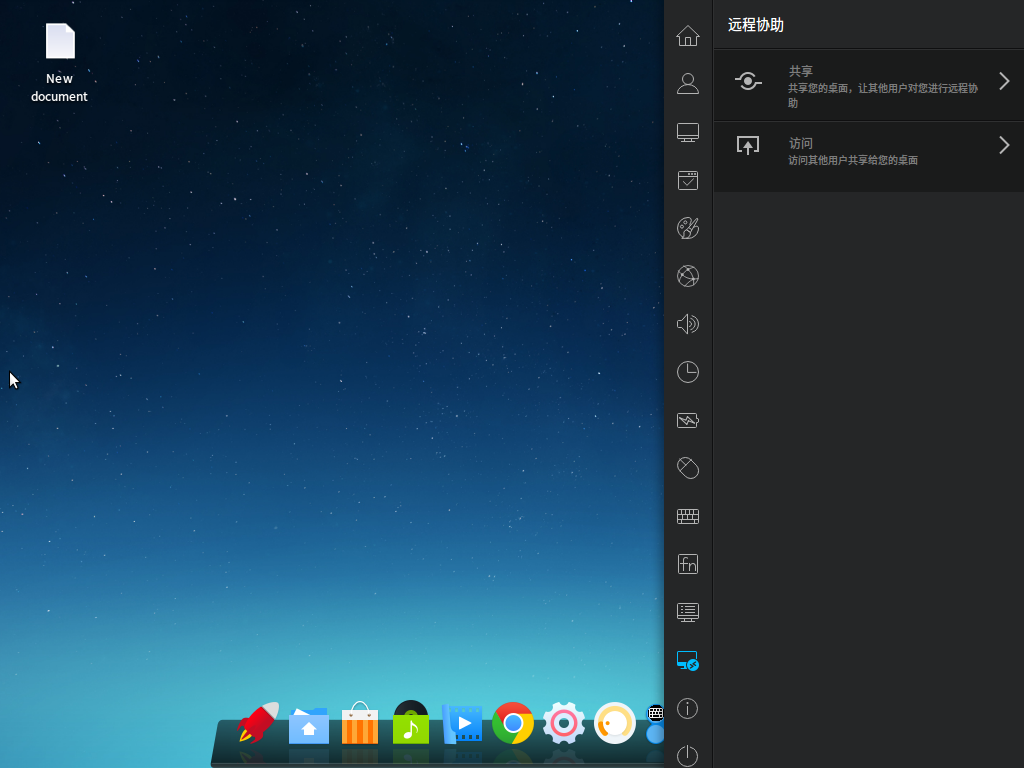 New
document
远程协助
共享
共享您的桌面，让其他用户对您进行远程协
助
访问
访问其他用户共享给您的桌面
fn